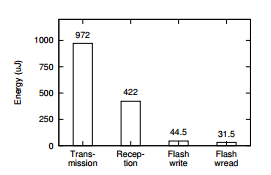 Energy (uJ)
1000
750
500
250
0
972
422
44.5
31.5
Trans-
mission
Recep-
tion
Flash
write
Flash
wread